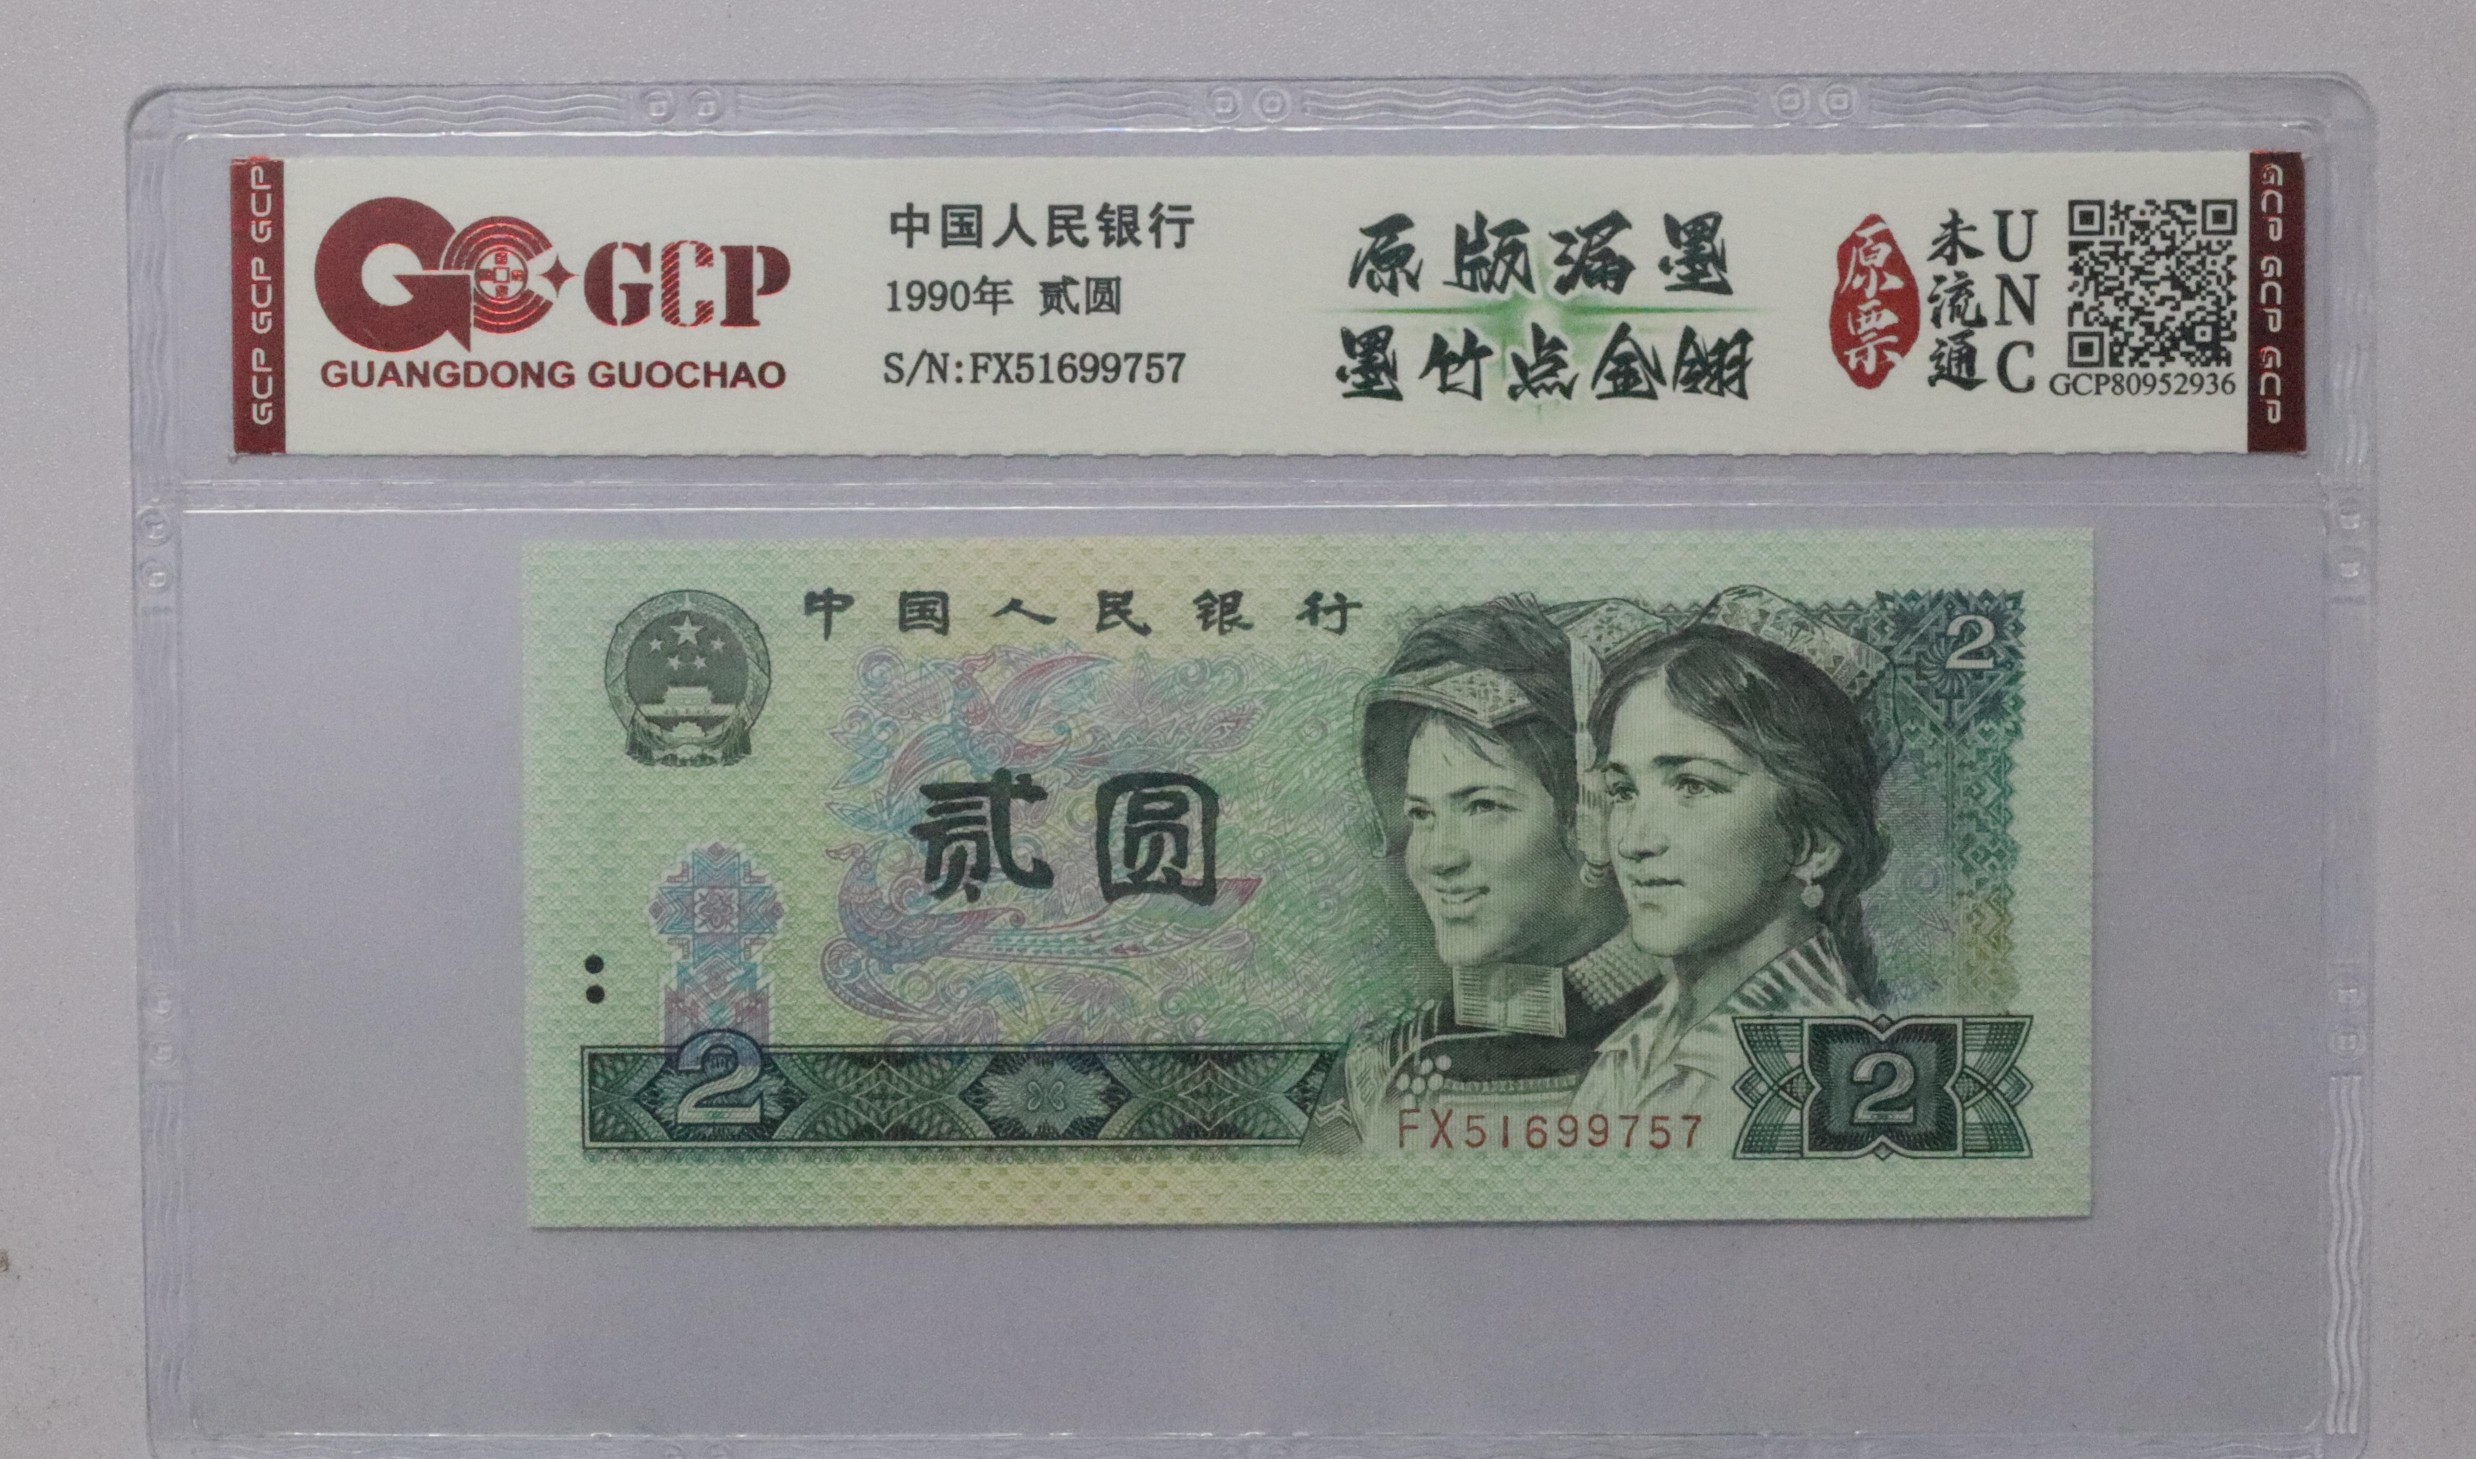 GCP GCP GCP
GCP
GUANGDONG GUOCHAO
中国人民银行
1990年 贰圆
S/N:FX51699757
原版漏墨
墨竹点金翎
原票
未流通
UNC
GCP80952936
GCP GCP GCP
中国人民银行
2
贰圆
2
FX51699757
2